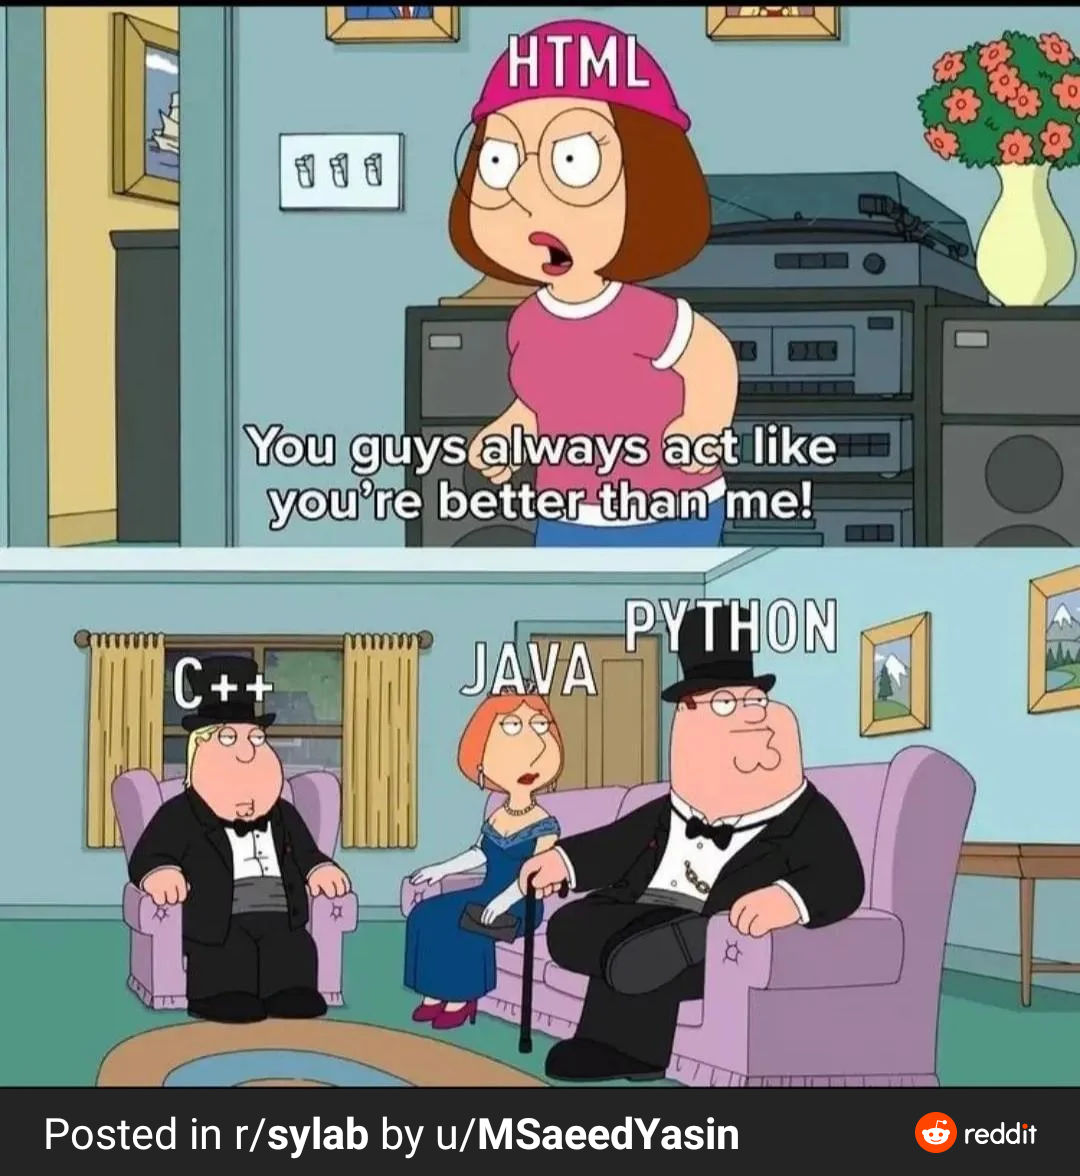 HTML
You guys always act like
you're better than me!
PYTHON
JAVA
C++
Posted in r/sylab by u/MSaeedYasin
reddit